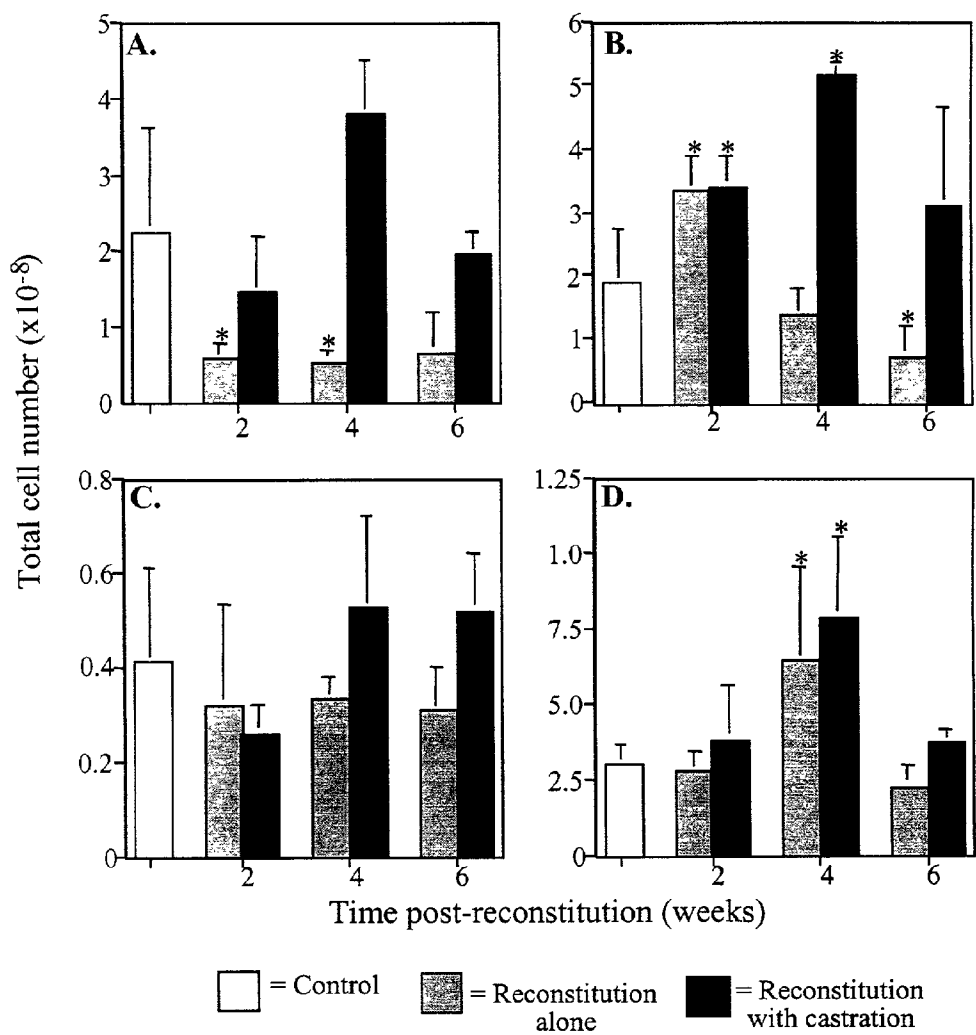 Total cell number (x10-8)
A.
5
4
3
2
1
0
* *
2 4 6
B.
6
5
4
3
2
1
0
* * * *
2 4 6
C.
0.8
0.6
0.4
0.2
0
2 4 6
D.
1.25
1.0
7.5
5.0
2.5
0
* *
2 4 6
Time post-reconstitution (weeks)
= Control
= Reconstitution
alone
= Reconstitution
with castration